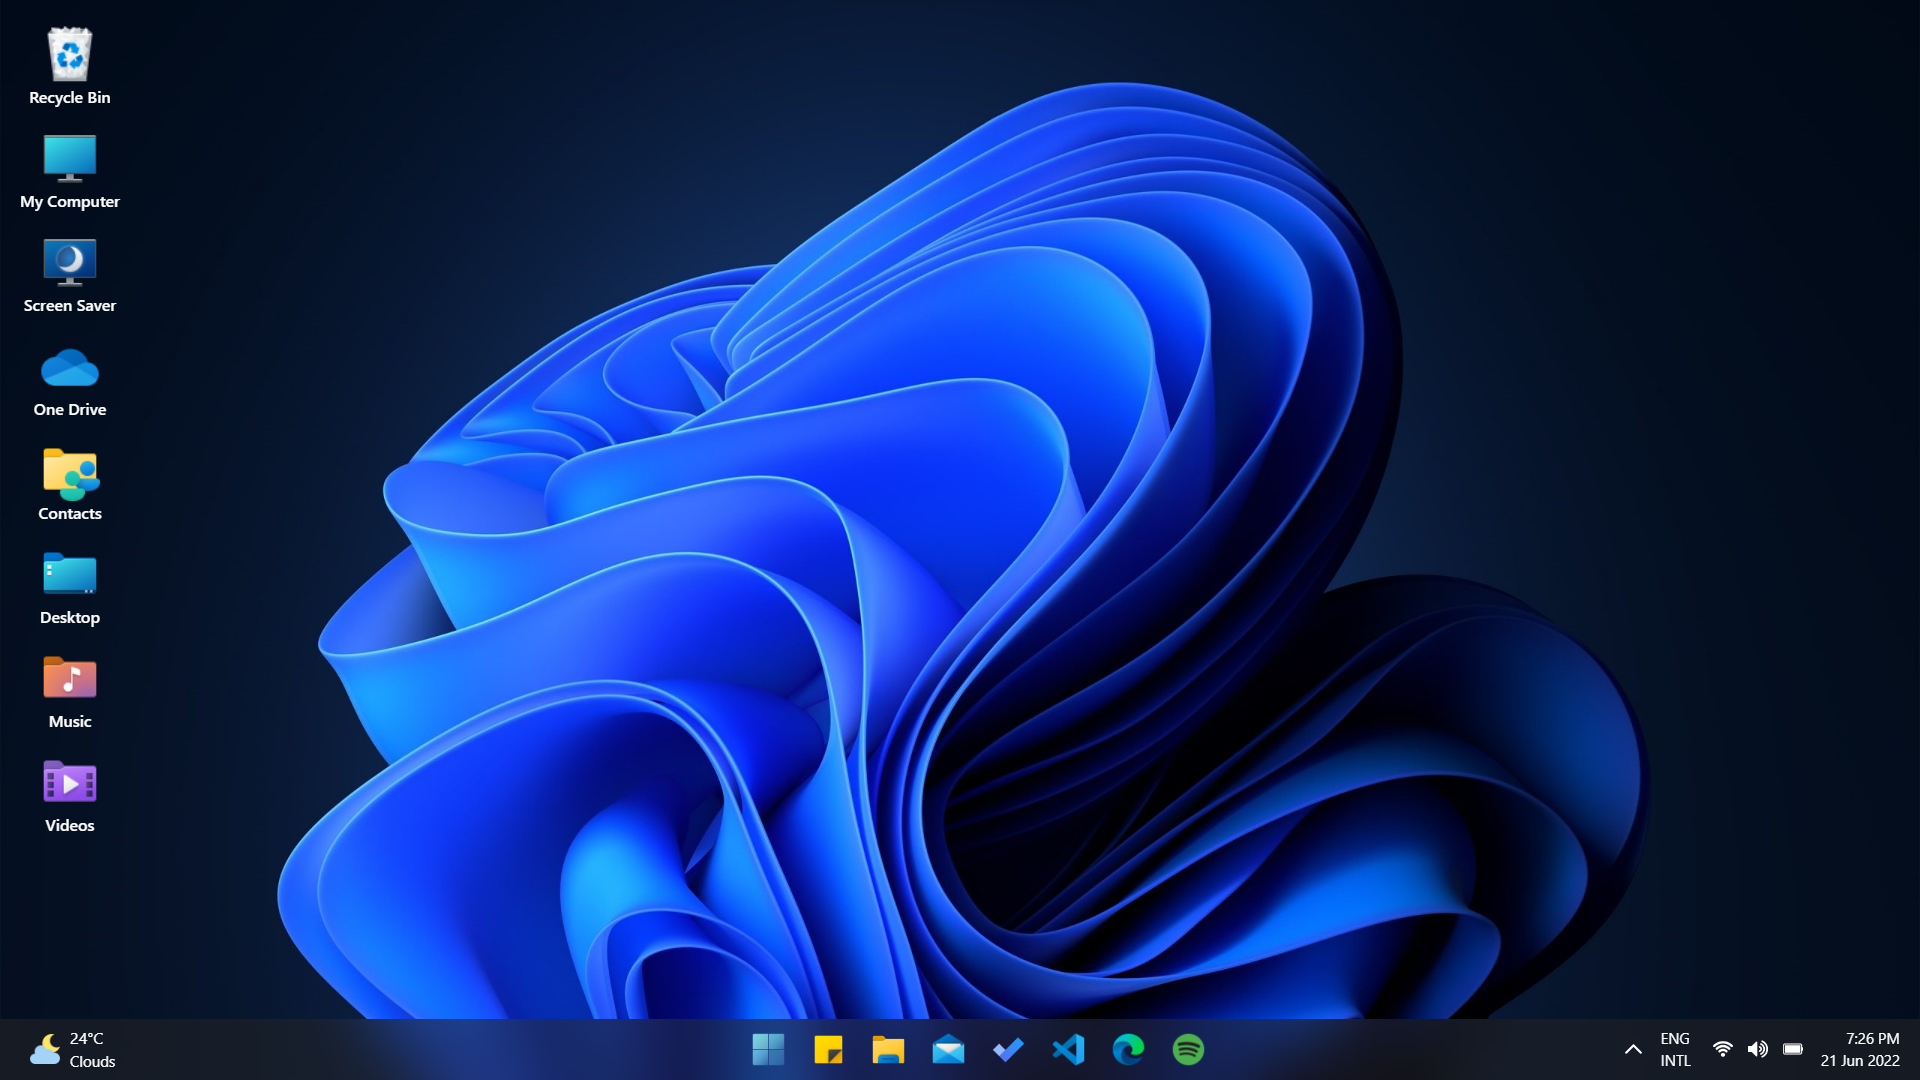 Recycle Bin
My Computer
Screen Saver
One Drive
Contacts
Desktop
Music
Videos
24°C
Clouds
ENG
INTL
7:26 PM
21 Jun 2022